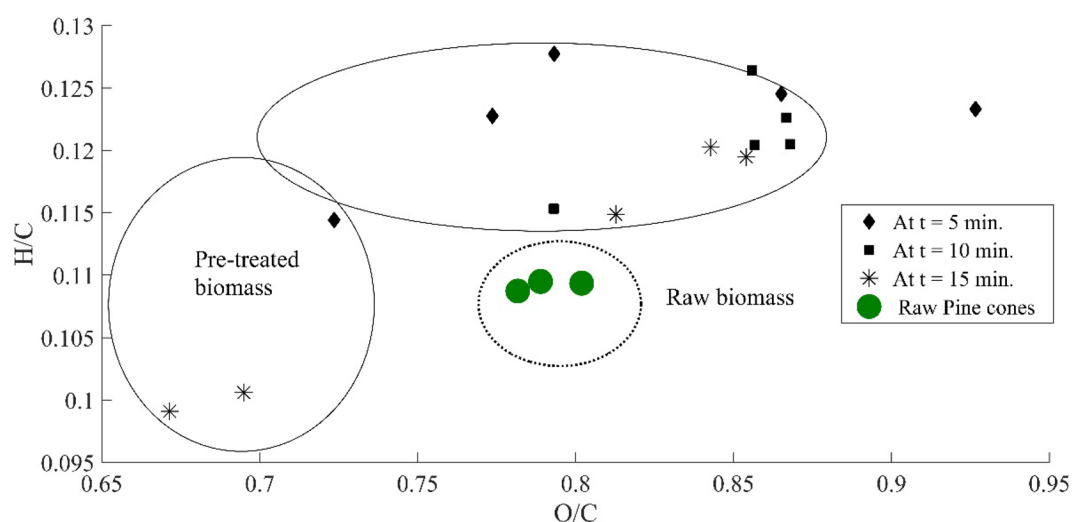 0.13
0.125
0.12
0.115
0.11
0.105
0.1
0.095
H/C
Pre-treated
biomass
Raw biomass
At t = 5 min.
At t = 10 min.
At t = 15 min.
Raw Pine cones
0.65 0.7 0.75 0.8 0.85 0.9 0.95
O/C